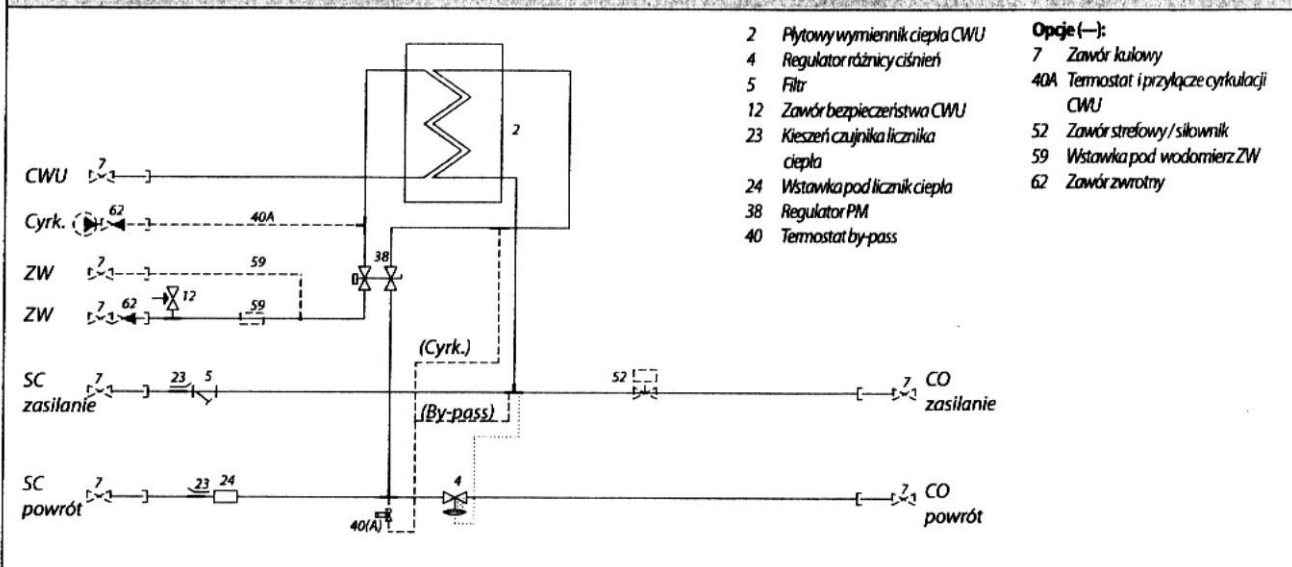 2
CWU 7
Cyrk. 62 40A
ZW 7 59 38
ZW 7 62 12 59
(Cyrk.)
SC
zasilanie
7 23 5 52 7
CO
zasilanie
(By-pass)
SC
powrót
7 23 24 4 7
CO
powrót
40(A)
2 Płytowy wymiennik ciepła CWU
4 Regulator różnicy ciśnień
5 Filtr
12 Zawór bezpieczeństwa CWU
23 Kieszeń czujnika licznika
ciepła
24 Wstawka pod licznik ciepła
38 Regulator PM
40 Termostat by-pass
Opcje (---):
7 Zawór kulowy
40A Termostat i przyłącze cyrkulacji
CWU
52 Zawór strefowy / siłownik
59 Wstawka pod wodomierz ZW
62 Zawór zwrotny